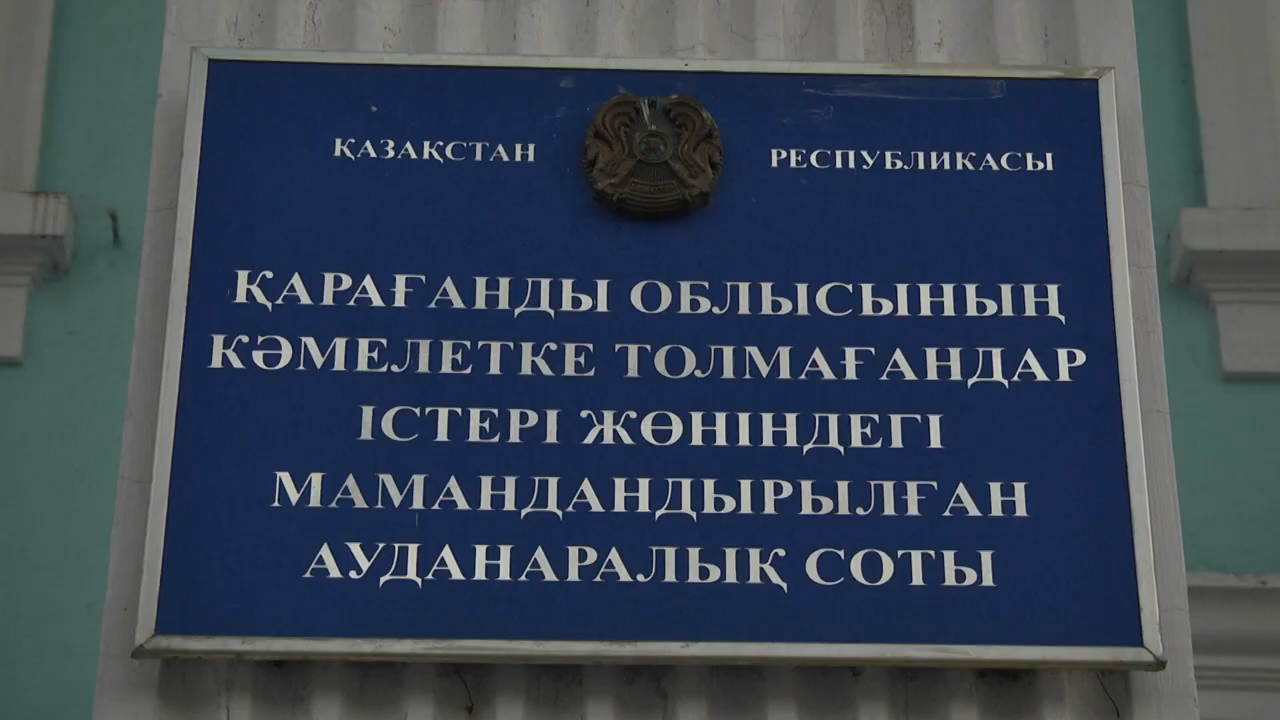 ҚАЗАҚСТАН РЕСПУБЛИКАСЫ
ҚАРАҒАНДЫ ОБЛЫСЫНЫҢ
КӘМЕЛЕТКЕ ТОЛМАҒАНДАР
ІСТЕРІ ЖӨНІНДЕГІ
МАМАНДАНДЫРЫЛҒАН
АУДАНАРАЛЫҚ СОТЫ